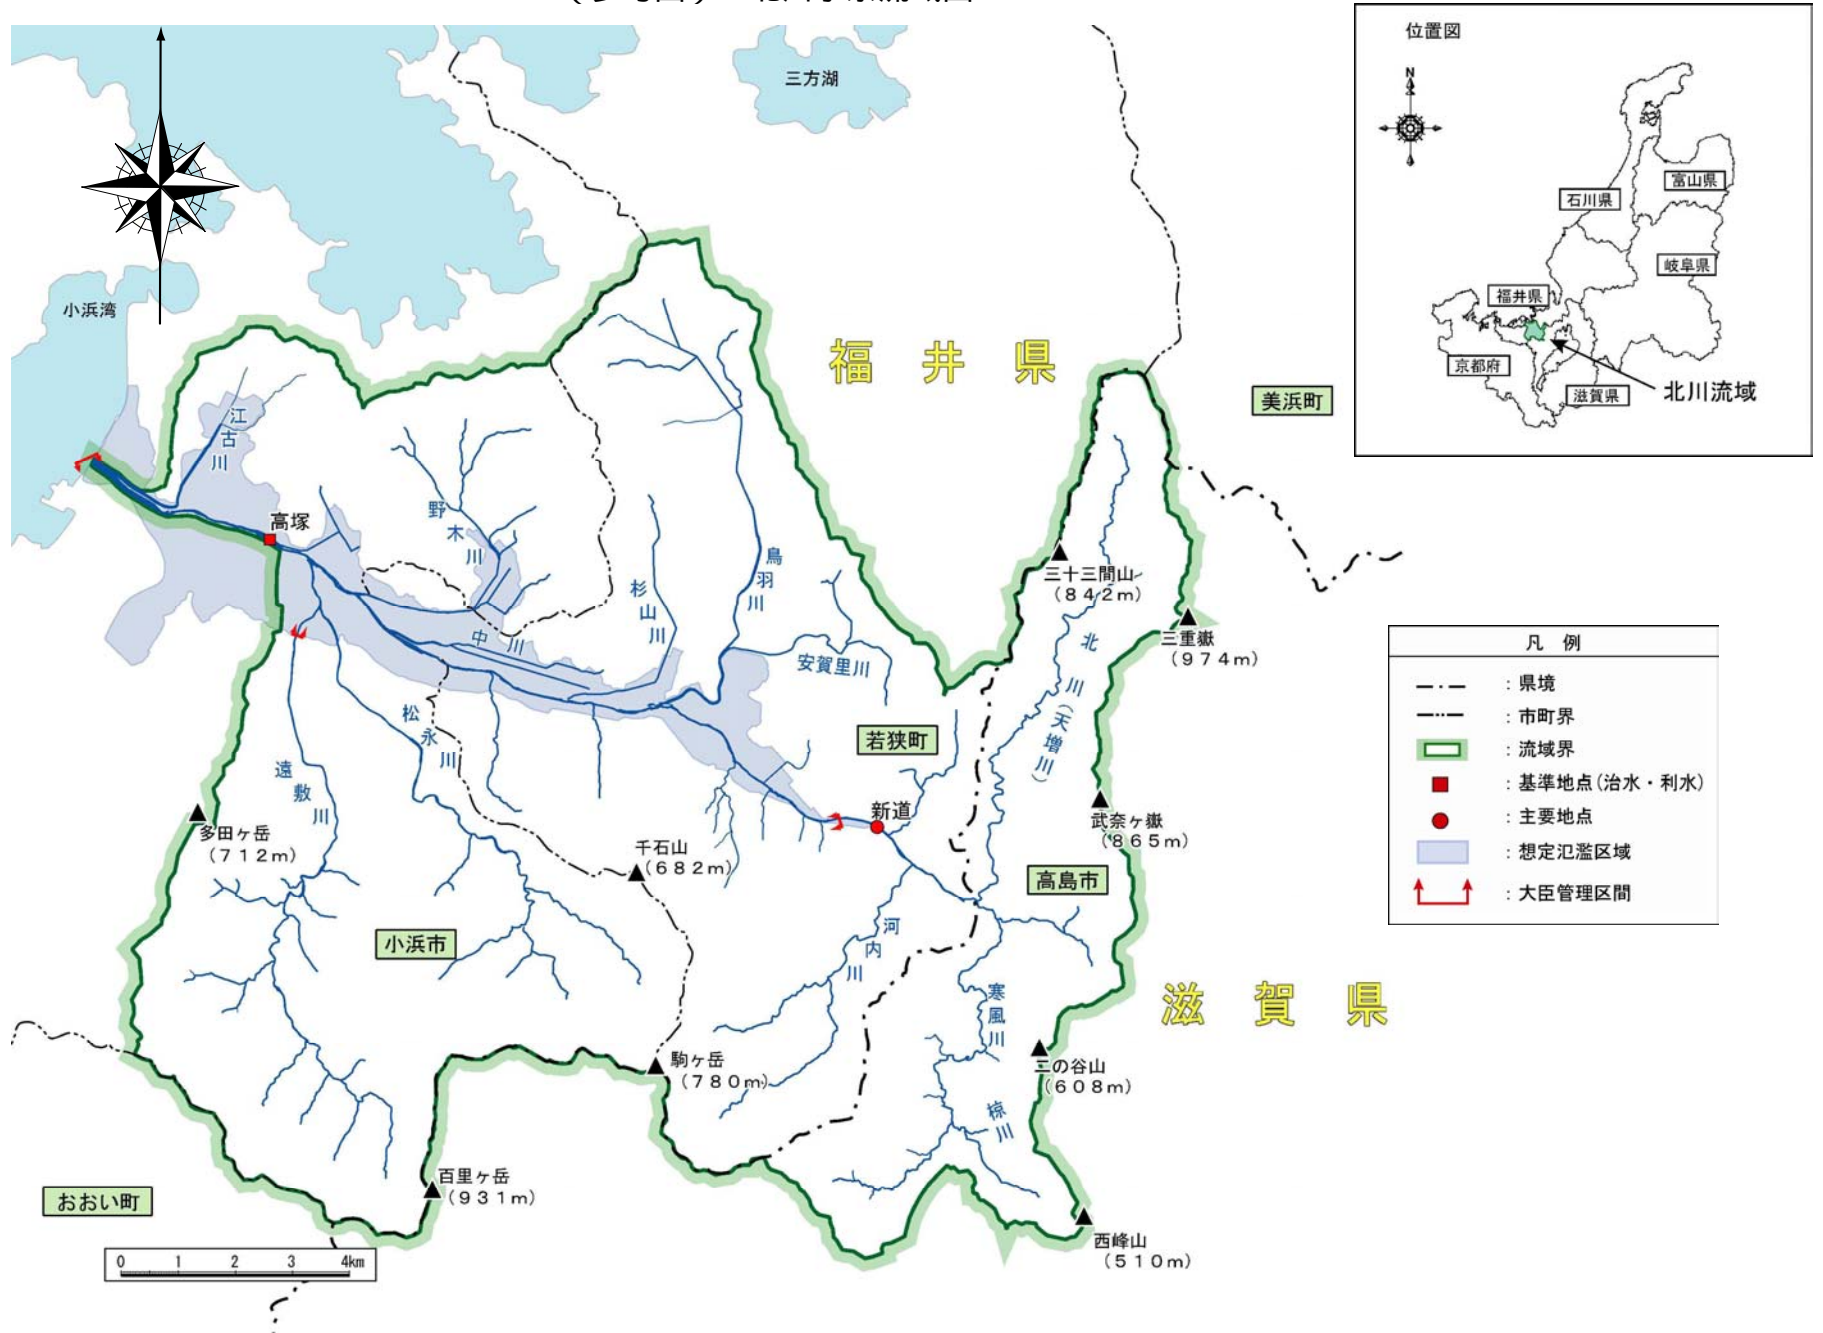 三方湖
小浜湾
福井県
美浜町
江古川
高塚
野木川
中川
杉山川
鳥羽川
安賀里川
三十三間山
(842m)
三重嶽
(974m)
北川(天増川)
若狭町
松永川
遠敷川
多田ヶ岳
(712m)
千石山
(682m)
新道
武奈ヶ嶽
(865m)
高島市
小浜市
河内川
寒風川
滋賀県
駒ヶ岳
(780m)
二の谷山
(608m)
椋川
百里ヶ岳
(931m)
西峰山
(510m)
おおい町
0 1 2 3 4km
位置図
N
石川県
富山県
岐阜県
福井県
京都府
滋賀県
北川流域
凡例
:県境
:市町界
:流域界
:基準地点(治水・利水)
:主要地点
:想定氾濫区域
:大臣管理区間